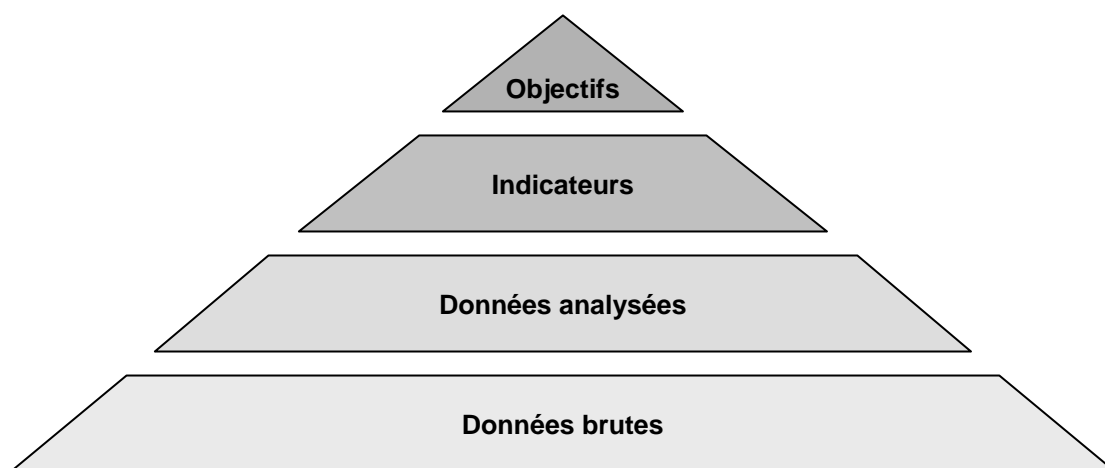 Objectifs
Indicateurs
Données analysées
Données brutes